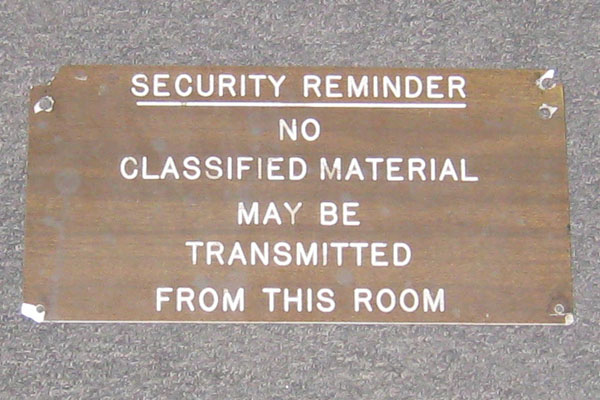 SECURITY REMINDER
NO
CLASSIFIED MATERIAL
MAY BE
TRANSMITTED
FROM THIS ROOM